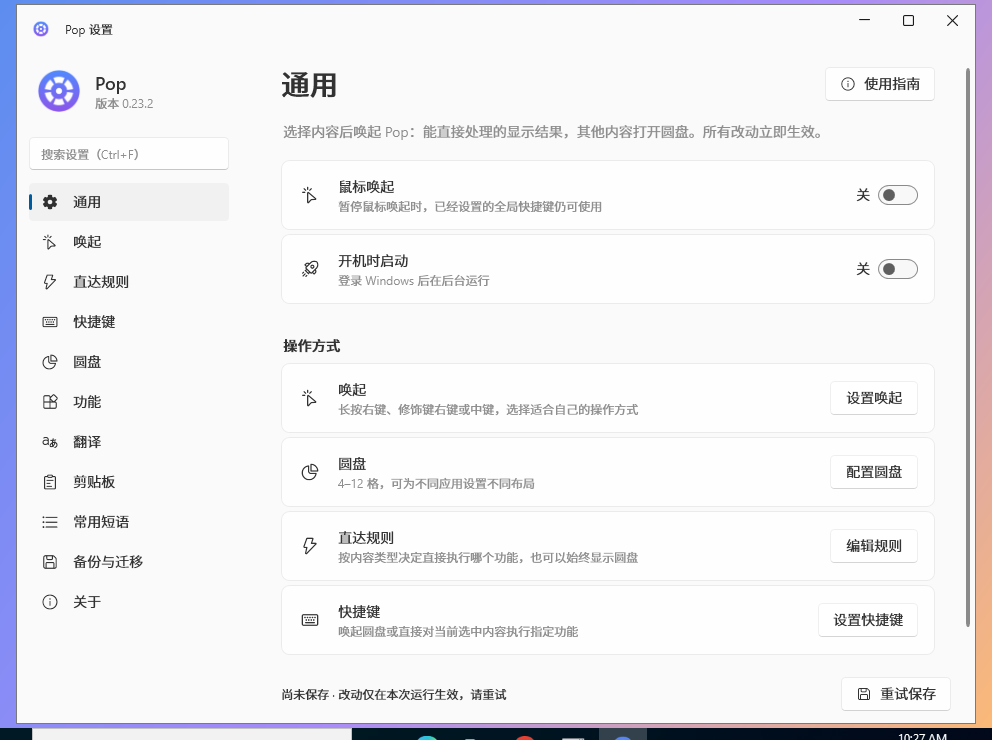 Pop 设置
Pop
版本 0.23.2
搜索设置（Ctrl+F）
通用
唤起
直达规则
快捷键
圆盘
功能
翻译
剪贴板
常用短语
备份与迁移
关于
通用
使用指南
选择内容后唤起 Pop：能直接处理的显示结果，其他内容打开圆盘。所有改动立即生效。
鼠标唤起
暂停鼠标唤起时，已经设置的全局快捷键仍可使用
关
开机时启动
登录 Windows 后在后台运行
关
操作方式
唤起
长按右键、修饰键右键或中键，选择适合自己的操作方式
设置唤起
圆盘
4–12 格，可为不同应用设置不同布局
配置圆盘
直达规则
按内容类型决定直接执行哪个功能，也可以始终显示圆盘
编辑规则
快捷键
唤起圆盘或直接对当前选中内容执行指定功能
设置快捷键
尚未保存 · 改动仅在本次运行生效，请重试
重试保存
10:27 AM